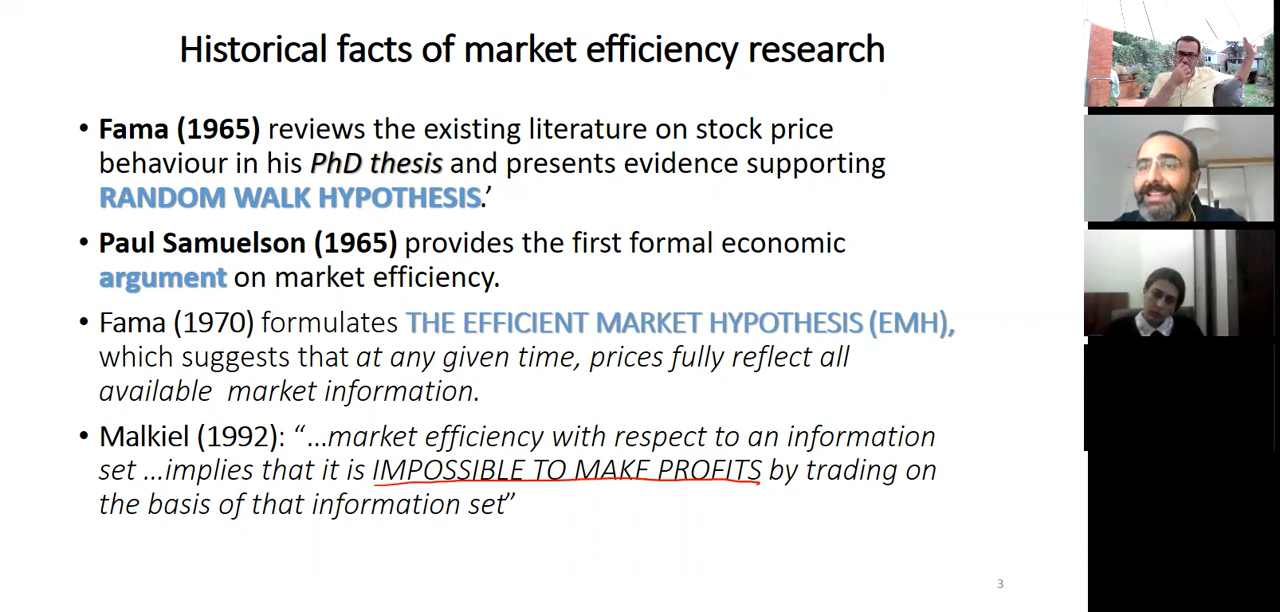 Historical facts of market efficiency research
• Fama (1965) reviews the existing literature on stock price
behaviour in his PhD thesis and presents evidence supporting
RANDOM WALK HYPOTHESIS.’
• Paul Samuelson (1965) provides the first formal economic
argument on market efficiency.
• Fama (1970) formulates THE EFFICIENT MARKET HYPOTHESIS (EMH),
which suggests that at any given time, prices fully reflect all
available market information.
• Malkiel (1992): “…market efficiency with respect to an information
set …implies that it is IMPOSSIBLE TO MAKE PROFITS by trading on
the basis of that information set”
3